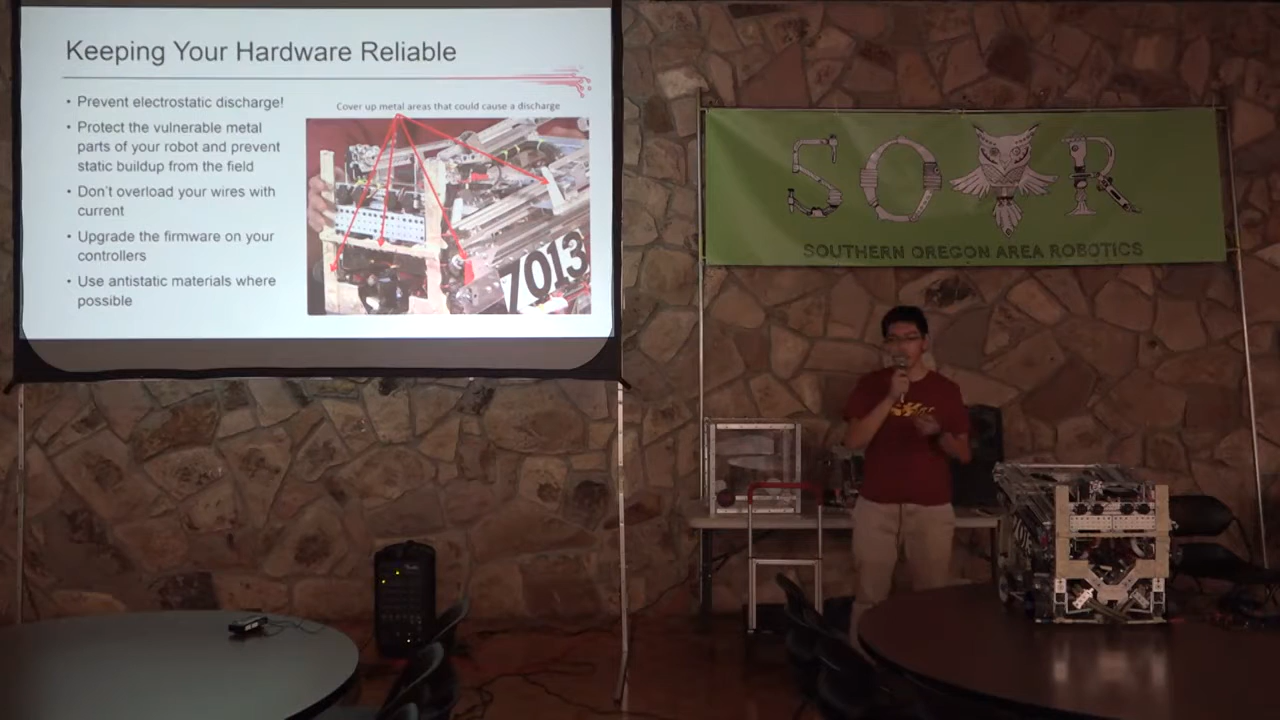 Keeping Your Hardware Reliable
• Prevent electrostatic discharge!
• Protect the vulnerable metal
parts of your robot and prevent
static buildup from the field
• Don't overload your wires with
current
• Upgrade the firmware on your
controllers
• Use antistatic materials where
possible
Cover up metal areas that could cause a discharge
7013
SOAR
SOUTHERN OREGON AREA ROBOTICS